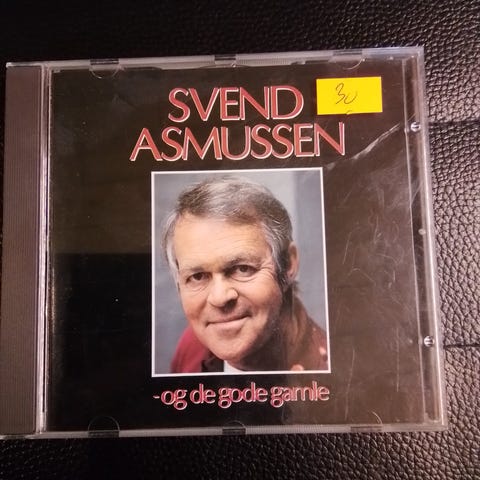 SVEND
30
ASMUSSEN
-og de gode gamle